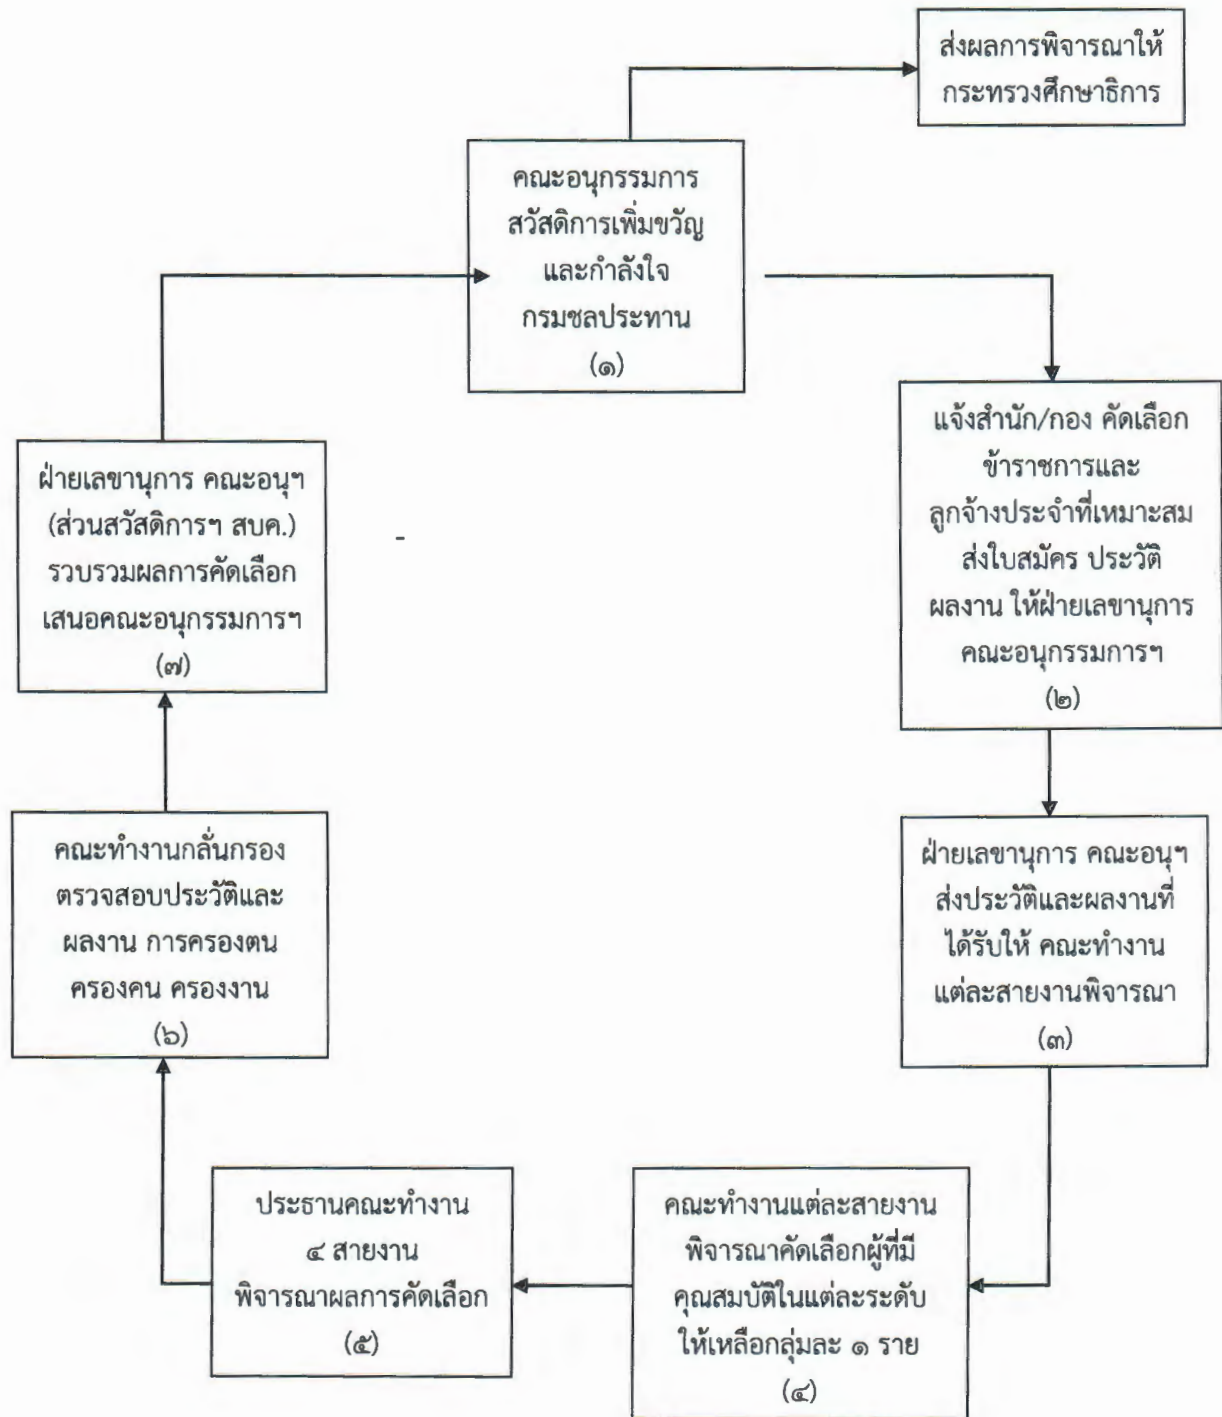 ส่งผลการพิจารณาให้
กระทรวงศึกษาธิการ
คณะอนุกรรมการ
สวัสดิการเพิ่มขวัญ
และกำลังใจ
กรมชลประทาน
(๑)
แจ้งสำนัก/กอง คัดเลือก
ข้าราชการและ
ลูกจ้างประจำที่เหมาะสม
ส่งใบสมัคร ประวัติ
ผลงาน ให้ฝ่ายเลขานุการ
คณะอนุกรรมการฯ
(๒)
ฝ่ายเลขานุการ คณะอนุฯ
ส่งประวัติและผลงานที่
ได้รับให้ คณะทำงาน
แต่ละสายงานพิจารณา
(๓)
คณะทำงานแต่ละสายงาน
พิจารณาคัดเลือกผู้ที่มี
คุณสมบัติในแต่ละระดับ
ให้เหลือกลุ่มละ ๑ ราย
(๔)
ประธานคณะทำงาน
๔ สายงาน
พิจารณาผลการคัดเลือก
(๕)
คณะทำงานกลั่นกรอง
ตรวจสอบประวัติและ
ผลงาน การครองตน
ครองคน ครองงาน
(๖)
ฝ่ายเลขานุการ คณะอนุฯ
(ส่วนสวัสดิการฯ สบค.)
รวบรวมผลการคัดเลือก
เสนอคณะอนุกรรมการฯ
(๗)